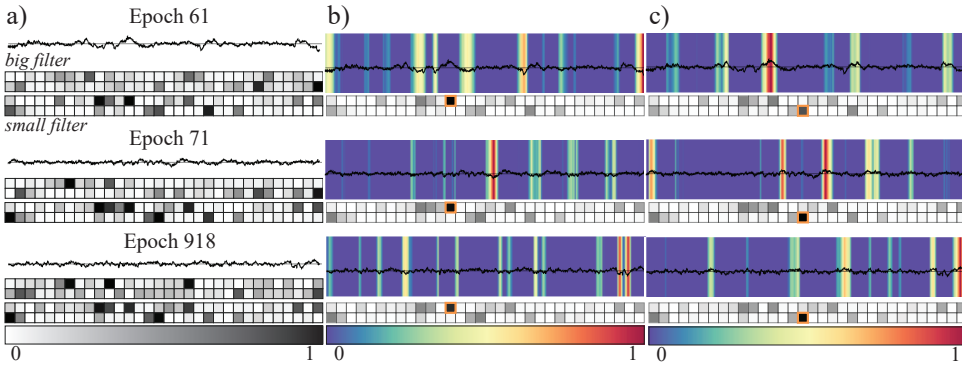 a)
b)
c)
Epoch 61
big filter
small filter
Epoch 71
Epoch 918
0 1
0 1
0 1